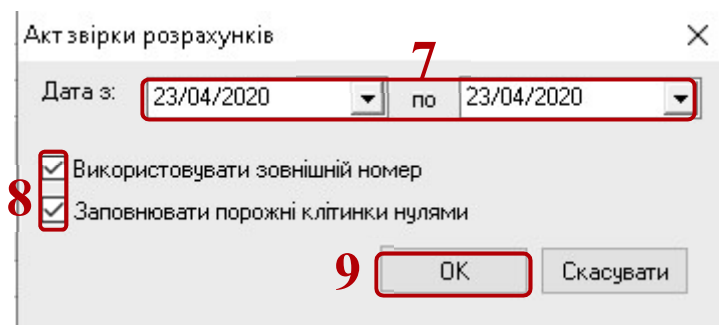 Акт звірки розрахунків
7
Дата з: 23/04/2020 по 23/04/2020
Використовувати зовнішній номер
8
Заповнювати порожні клітинки нулями
9 OK Скасувати